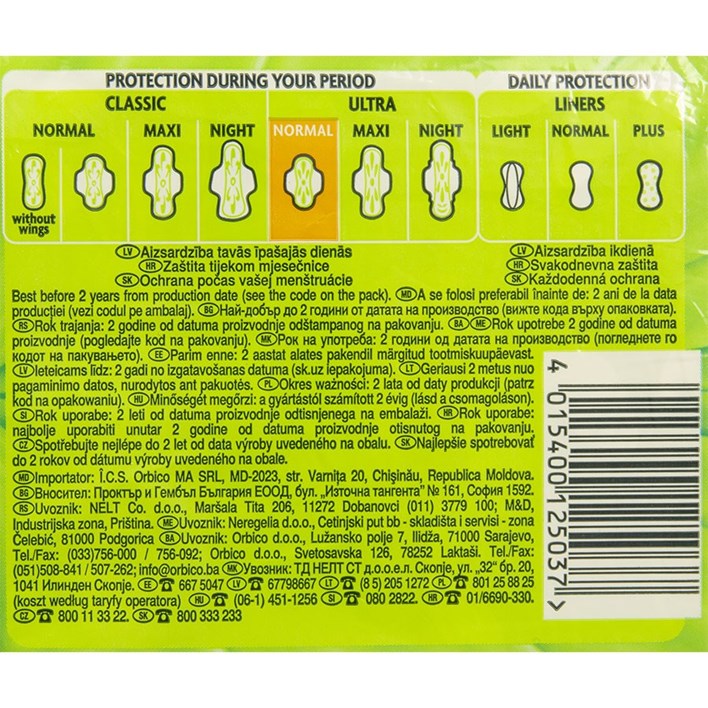 PROTECTION DURING YOUR PERIOD DAILY PROTECTION
CLASSIC ULTRA LINERS
NORMAL MAXI NIGHT NORMAL MAXI NIGHT LIGHT NORMAL PLUS
without
wings
LV Aizsardzība tavās īpašajās dienās LV Aizsardzība ikdienā
HR Zaštita tijekom mjesečnice HR Svakodnevna zaštita
SK Ochrana počas vašej menštruácie SK Každodenná ochrana
Best before 2 years from production date (see the code on the pack). MD A se folosi preferabil înainte de: 2 ani de la data
producției (vezi codul pe ambalaj). BG Най-добър до 2 години от датата на производство (вижте кода върху опаковката).
RS Rok trajanja: 2 godine od datuma proizvodnje odštampanog na pakovanju. BA ME Rok upotrebe 2 godine od datuma
proizvodnje (pogledajte kod na pakovanju). MK Рок на употреба: 2 години од датумот на производство (погледнето го
кодот на пакувањето). EE Parim enne: 2 aastat alates pakendil märgitud tootmiskuupäevast.
LV Ieteicams līdz: 2 gadi no izgatavošanas datuma (sk.uz iepakojuma). LT Geriausi 2 metus nuo
pagaminimo datos, nurodytos ant pakuotės. PL Okres ważności: 2 lata od daty produkcji (patrz
kod na opakowaniu). HU Minőségét megőrzi: a gyártástól számított 2 évig (lásd a csomagoláson).
SI Rok uporabe: 2 leti od datuma proizvodnje odtisnjenega na embalaži. HR Rok uporabe:
najbolje uporabiti unutar 2 godine od datuma proizvodnje otisnutog na pakovanju.
CZ Spotřebujte nejlépe do 2 let od data výroby uvedeného na obalu. SK Najlepšie spotrebovať
do 2 rokov od dátumu výroby uvedeného na obale.
MD Importator: Î.C.S. Orbico MA SRL, MD-2023, str. Varnița 20, Chișinău, Republica Moldova.
BG Вносител: Проктър и Гембъл България ЕООД, бул. „Източна тангента" № 161, София 1592.
RS Uvoznik: NELT Co. d.o.o., Maršala Tita 206, 11272 Dobanovci (011) 3779 100; M&D,
Industrijska zona, Priština. ME Uvoznik: Neregelia d.o.o., Cetinjski put bb - skladišta i servisi - zona
Čelebić, 81000 Podgorica BA Uvoznik: Orbico d.o.o., Lužansko polje 7, Ilidža, 71000 Sarajevo,
Tel./Fax: (033)756-000 / 756-092; Orbico d.o.o., Svetosavska 126, 78252 Laktaši. Tel./Fax:
(051)508-841 / 507-262; info@orbico.ba MK Увозник: ТД НЕЛТ СТ д.о.о.е.л. Скопје, ул. „32" бр. 20,
1041 Илинден Скопје. EE ☎ 667 5047 LV ☎ 67798667 LT ☎ (8 5) 205 1272 PL ☎ 801 25 88 25
(koszt według taryfy operatora) HU ☎ (06-1) 451-1256 SI ☎ 080 2822. HR ☎ 01/6690-330.
CZ ☎ 800 11 33 22. SK ☎ 800 333 233
4 015400 125037 >